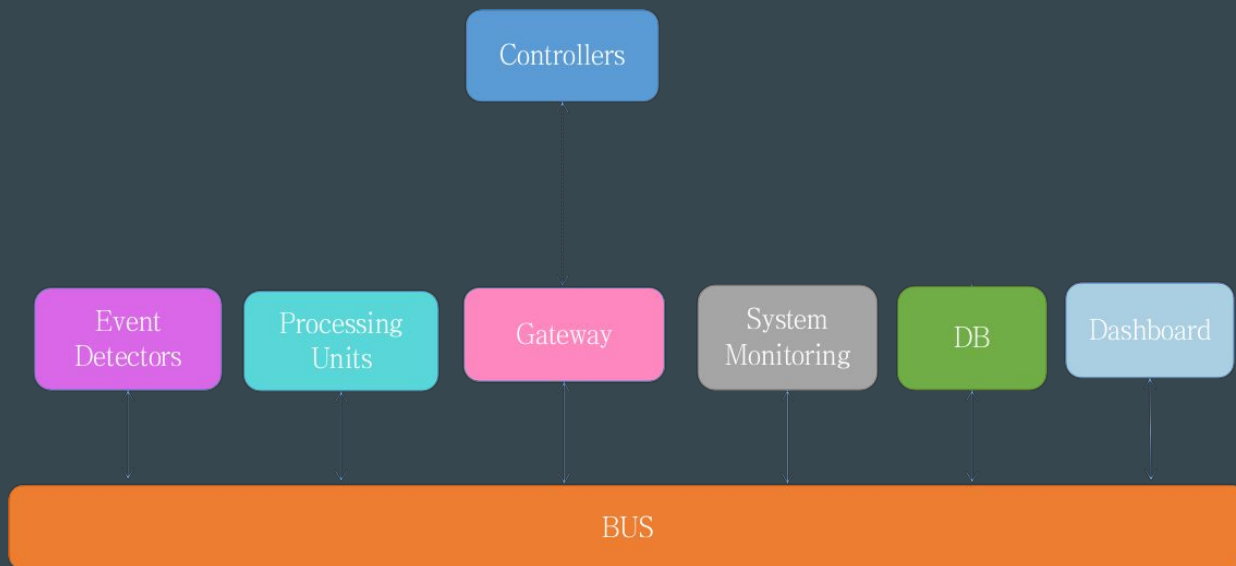 Controllers
Event
Detectors
Processing
Units
Gateway
System
Monitoring
DB
Dashboard
BUS